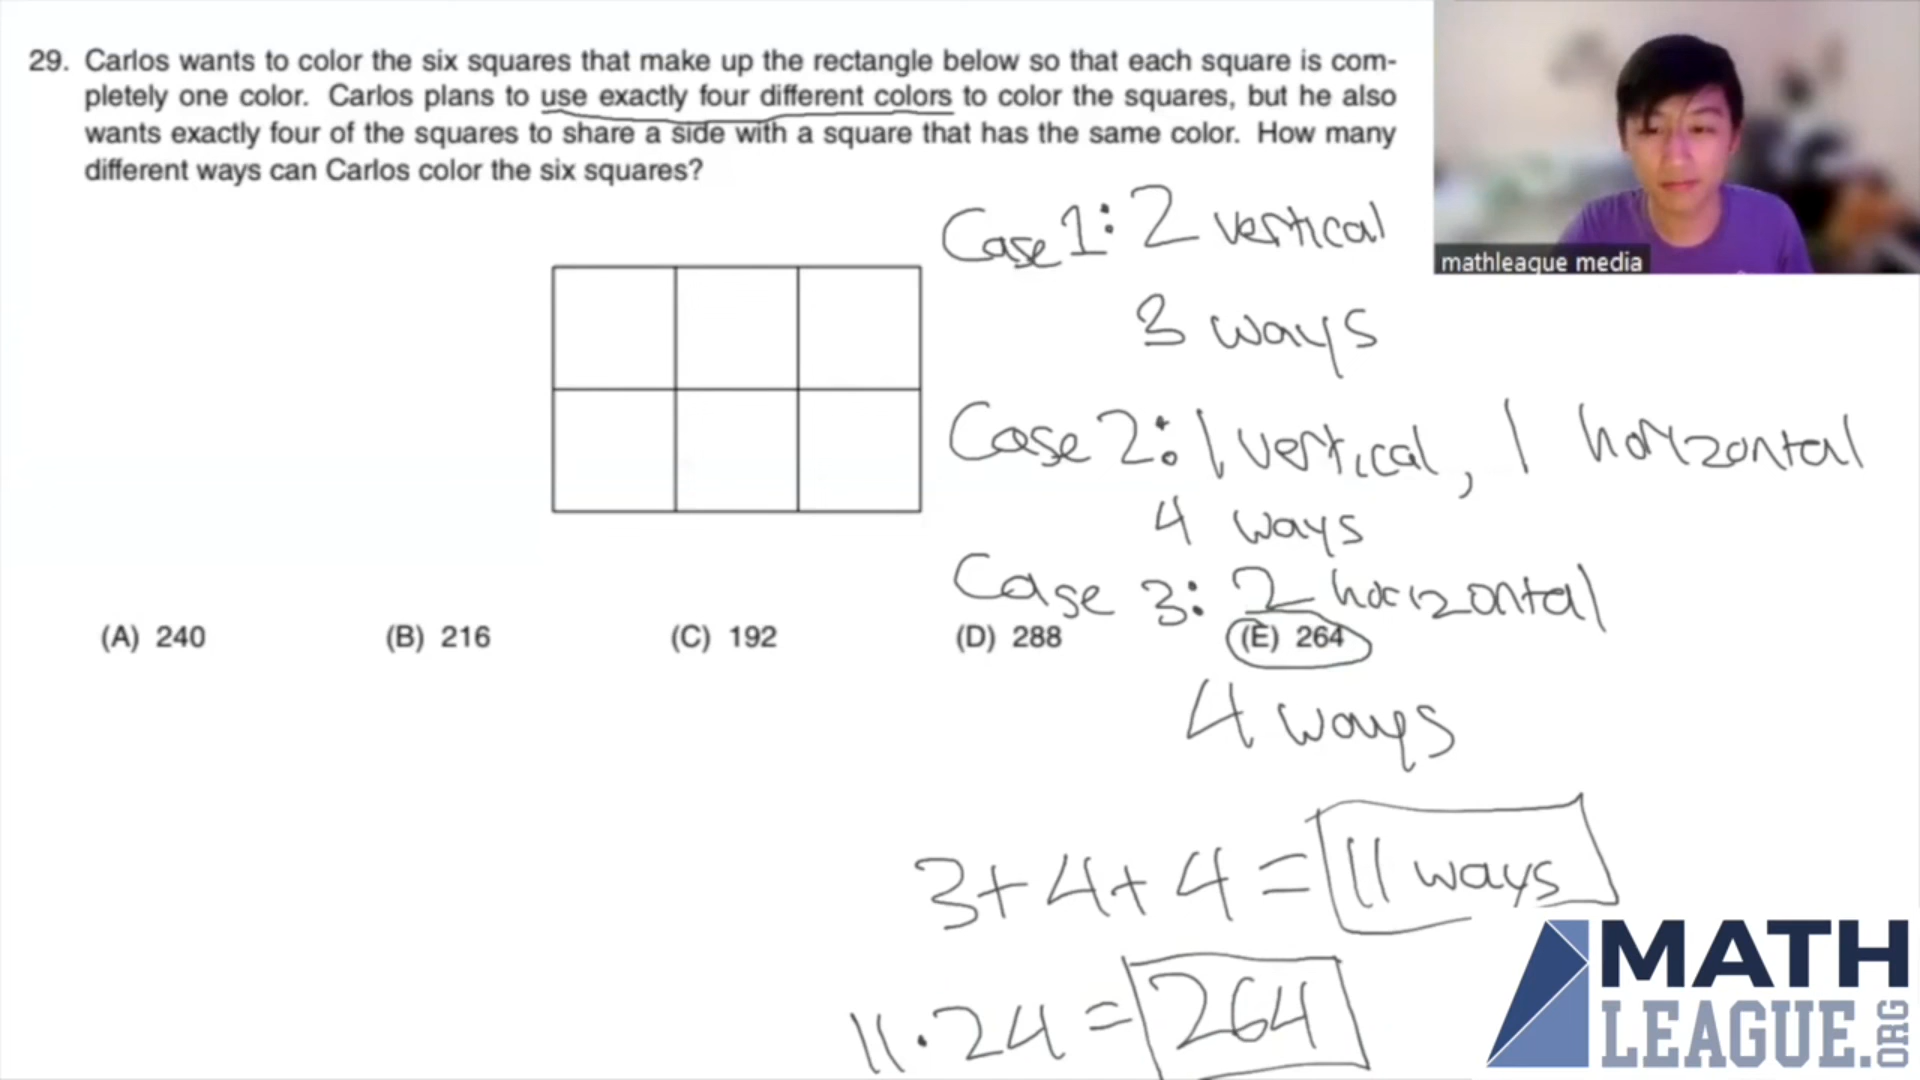 29. Carlos wants to color the six squares that make up the rectangle below so that each square is com-
pletely one color. Carlos plans to use exactly four different colors to color the squares, but he also
wants exactly four of the squares to share a side with a square that has the same color. How many
different ways can Carlos color the six squares?
mathleague media
Case 1: 2 vertical
3 ways
Case 2: 1 vertical, 1 horizontal
4 ways
Case 3: 2 horizontal
(A) 240 (B) 216 (C) 192 (D) 288 (E) 264
4 ways
3+4+4= 11 ways
11·24= 264
MATH
LEAGUE.ORG